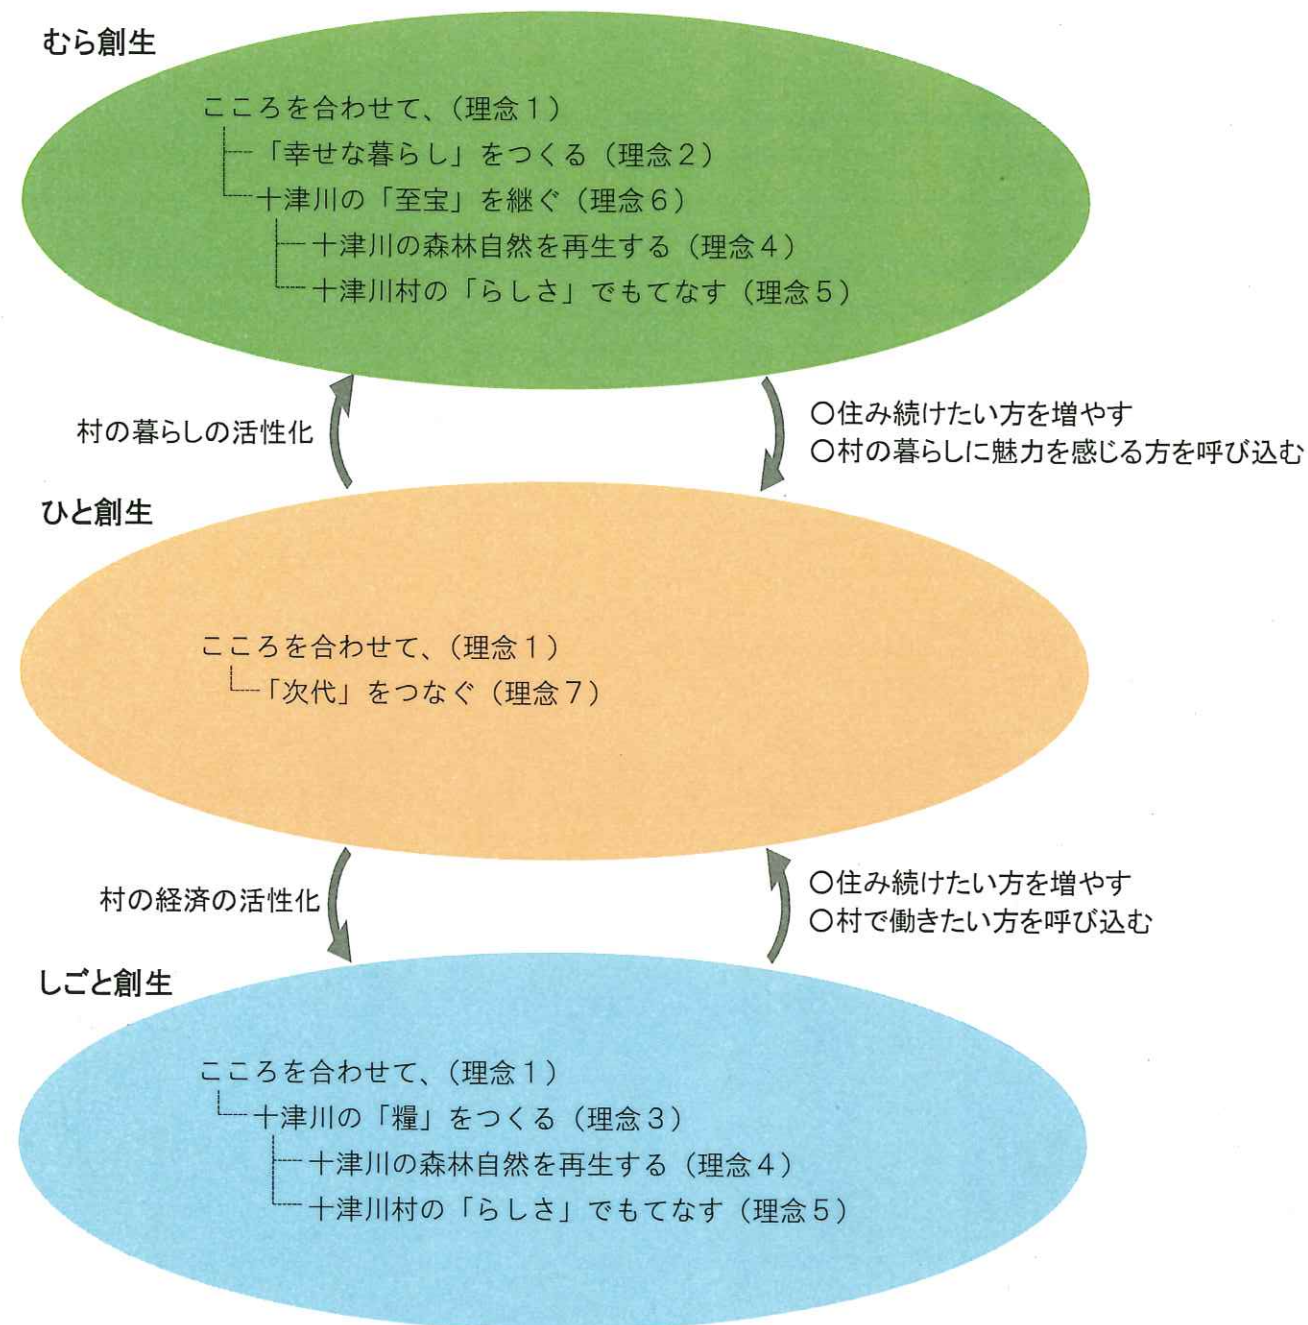 むら創生
こころを合わせて、（理念１）
「幸せな暮らし」をつくる（理念２）
十津川の「至宝」を継ぐ（理念６）
十津川の森林自然を再生する（理念４）
十津川村の「らしさ」でもてなす（理念５）
村の暮らしの活性化
〇住み続けたい方を増やす
〇村の暮らしに魅力を感じる方を呼び込む
ひと創生
こころを合わせて、（理念１）
「次代」をつなぐ（理念７）
村の経済の活性化
〇住み続けたい方を増やす
〇村で働きたい方を呼び込む
しごと創生
こころを合わせて、（理念１）
十津川の「糧」をつくる（理念３）
十津川の森林自然を再生する（理念４）
十津川村の「らしさ」でもてなす（理念５）